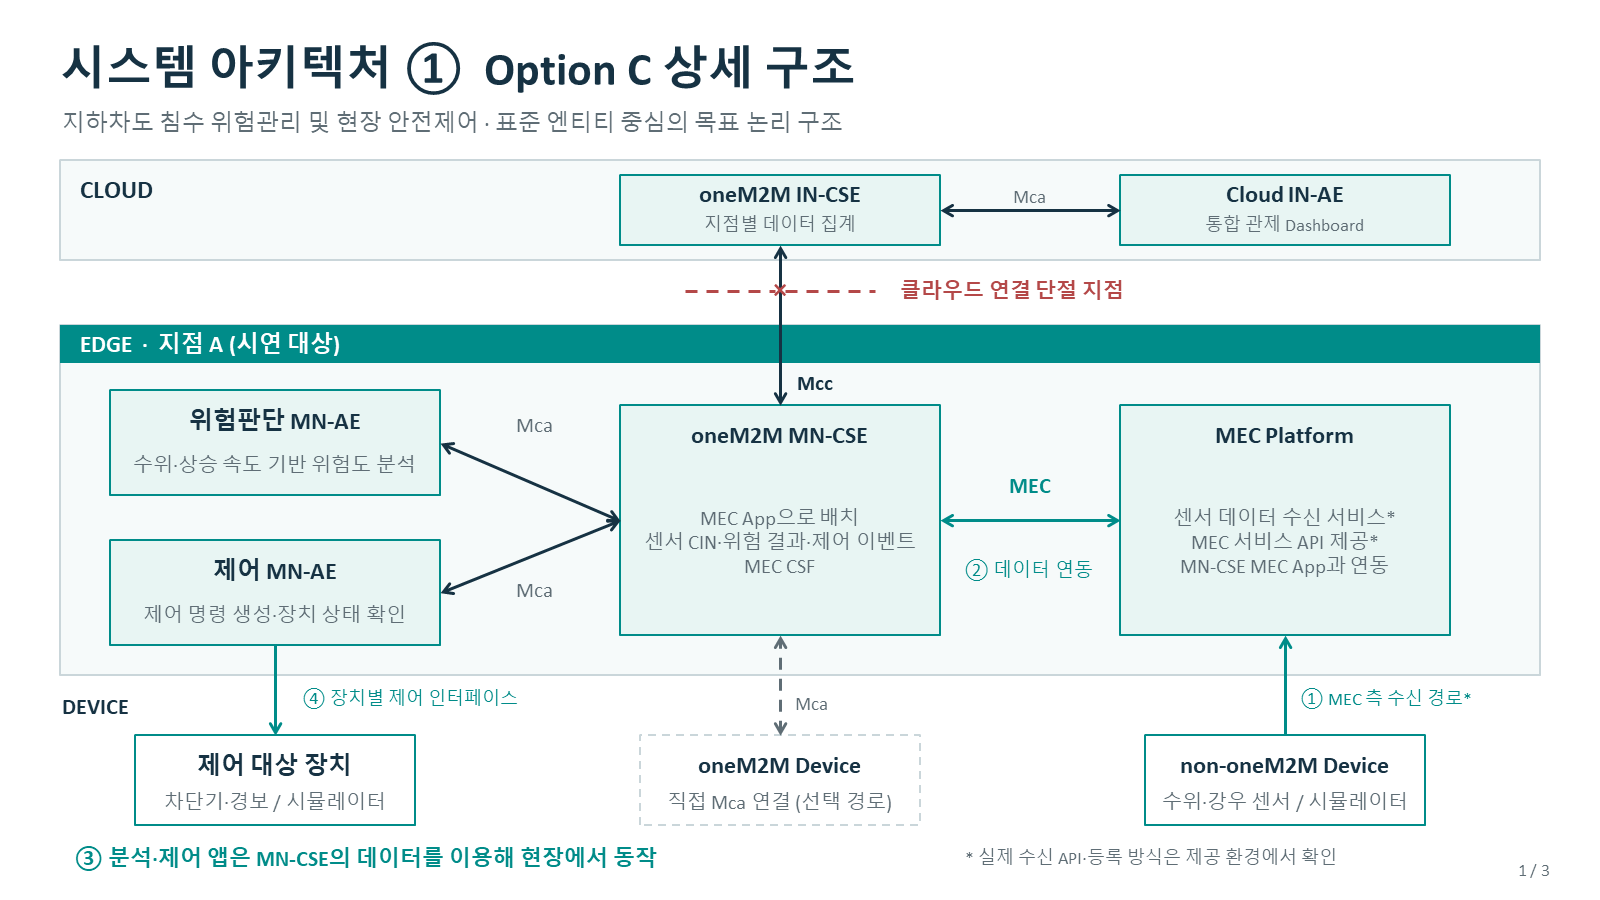 시스템 아키텍처 ① Option C 상세 구조
지하차도 침수 위험관리 및 현장 안전제어 · 표준 엔티티 중심의 목표 논리 구조
CLOUD
oneM2M IN-CSE
지점별 데이터 집계
Mca
Cloud IN-AE
통합 관제 Dashboard
클라우드 연결 단절 지점
EDGE · 지점 A (시연 대상)
Mcc
위험판단 MN-AE
수위·상승 속도 기반 위험도 분석
Mca
제어 MN-AE
제어 명령 생성·장치 상태 확인
Mca
oneM2M MN-CSE
MEC App으로 배치
센서 CIN·위험 결과·제어 이벤트
MEC CSF
MEC
② 데이터 연동
MEC Platform
센서 데이터 수신 서비스*
MEC 서비스 API 제공*
MN-CSE MEC App과 연동
④ 장치별 제어 인터페이스
Mca
① MEC 측 수신 경로*
DEVICE
제어 대상 장치
차단기·경보 / 시뮬레이터
oneM2M Device
직접 Mca 연결 (선택 경로)
non-oneM2M Device
수위·강우 센서 / 시뮬레이터
③ 분석·제어 앱은 MN-CSE의 데이터를 이용해 현장에서 동작
* 실제 수신 API·등록 방식은 제공 환경에서 확인
1 / 3